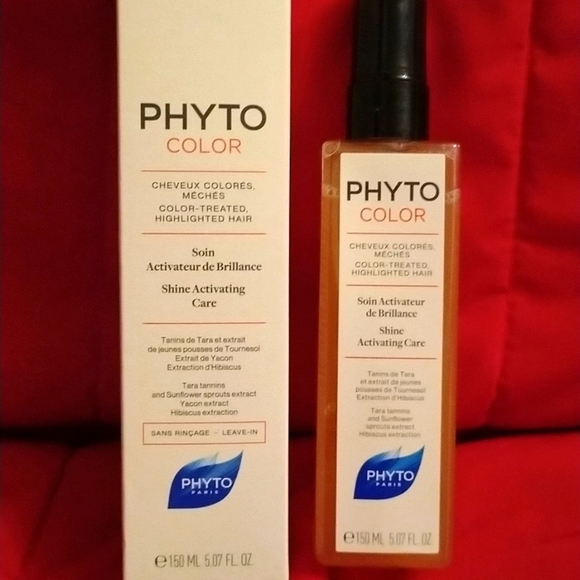 PHYTO
COLOR
CHEVEUX COLORÉS,
MÉCHÉS
COLOR-TREATED,
HIGHLIGHTED HAIR
Soin
Activateur de Brillance
Shine Activating
Care
Tanins de Tara et extrait
de jeunes pousses de Tournesol
Extrait de Yacon
Extraction d'Hibiscus
Tara tannins
and Sunflower sprouts extract
Yacon extract
Hibiscus extraction
SANS RINÇAGE - LEAVE-IN
PHYTO
PARIS
℮150 ML 5.07 FL. OZ.
PHYTO
COLOR
CHEVEUX COLORÉS,
MÉCHÉS
COLOR-TREATED,
HIGHLIGHTED HAIR
Soin Activateur
de Brillance
Shine
Activating Care
Tanins de Tara
et extrait de jeunes
pousses de Tournesol
Extraction d'Hibiscus
Tara tannins
and Sunflower
sprouts extract
Hibiscus extraction
PHYTO
PARIS
℮150 ML 5.07 FL. OZ.